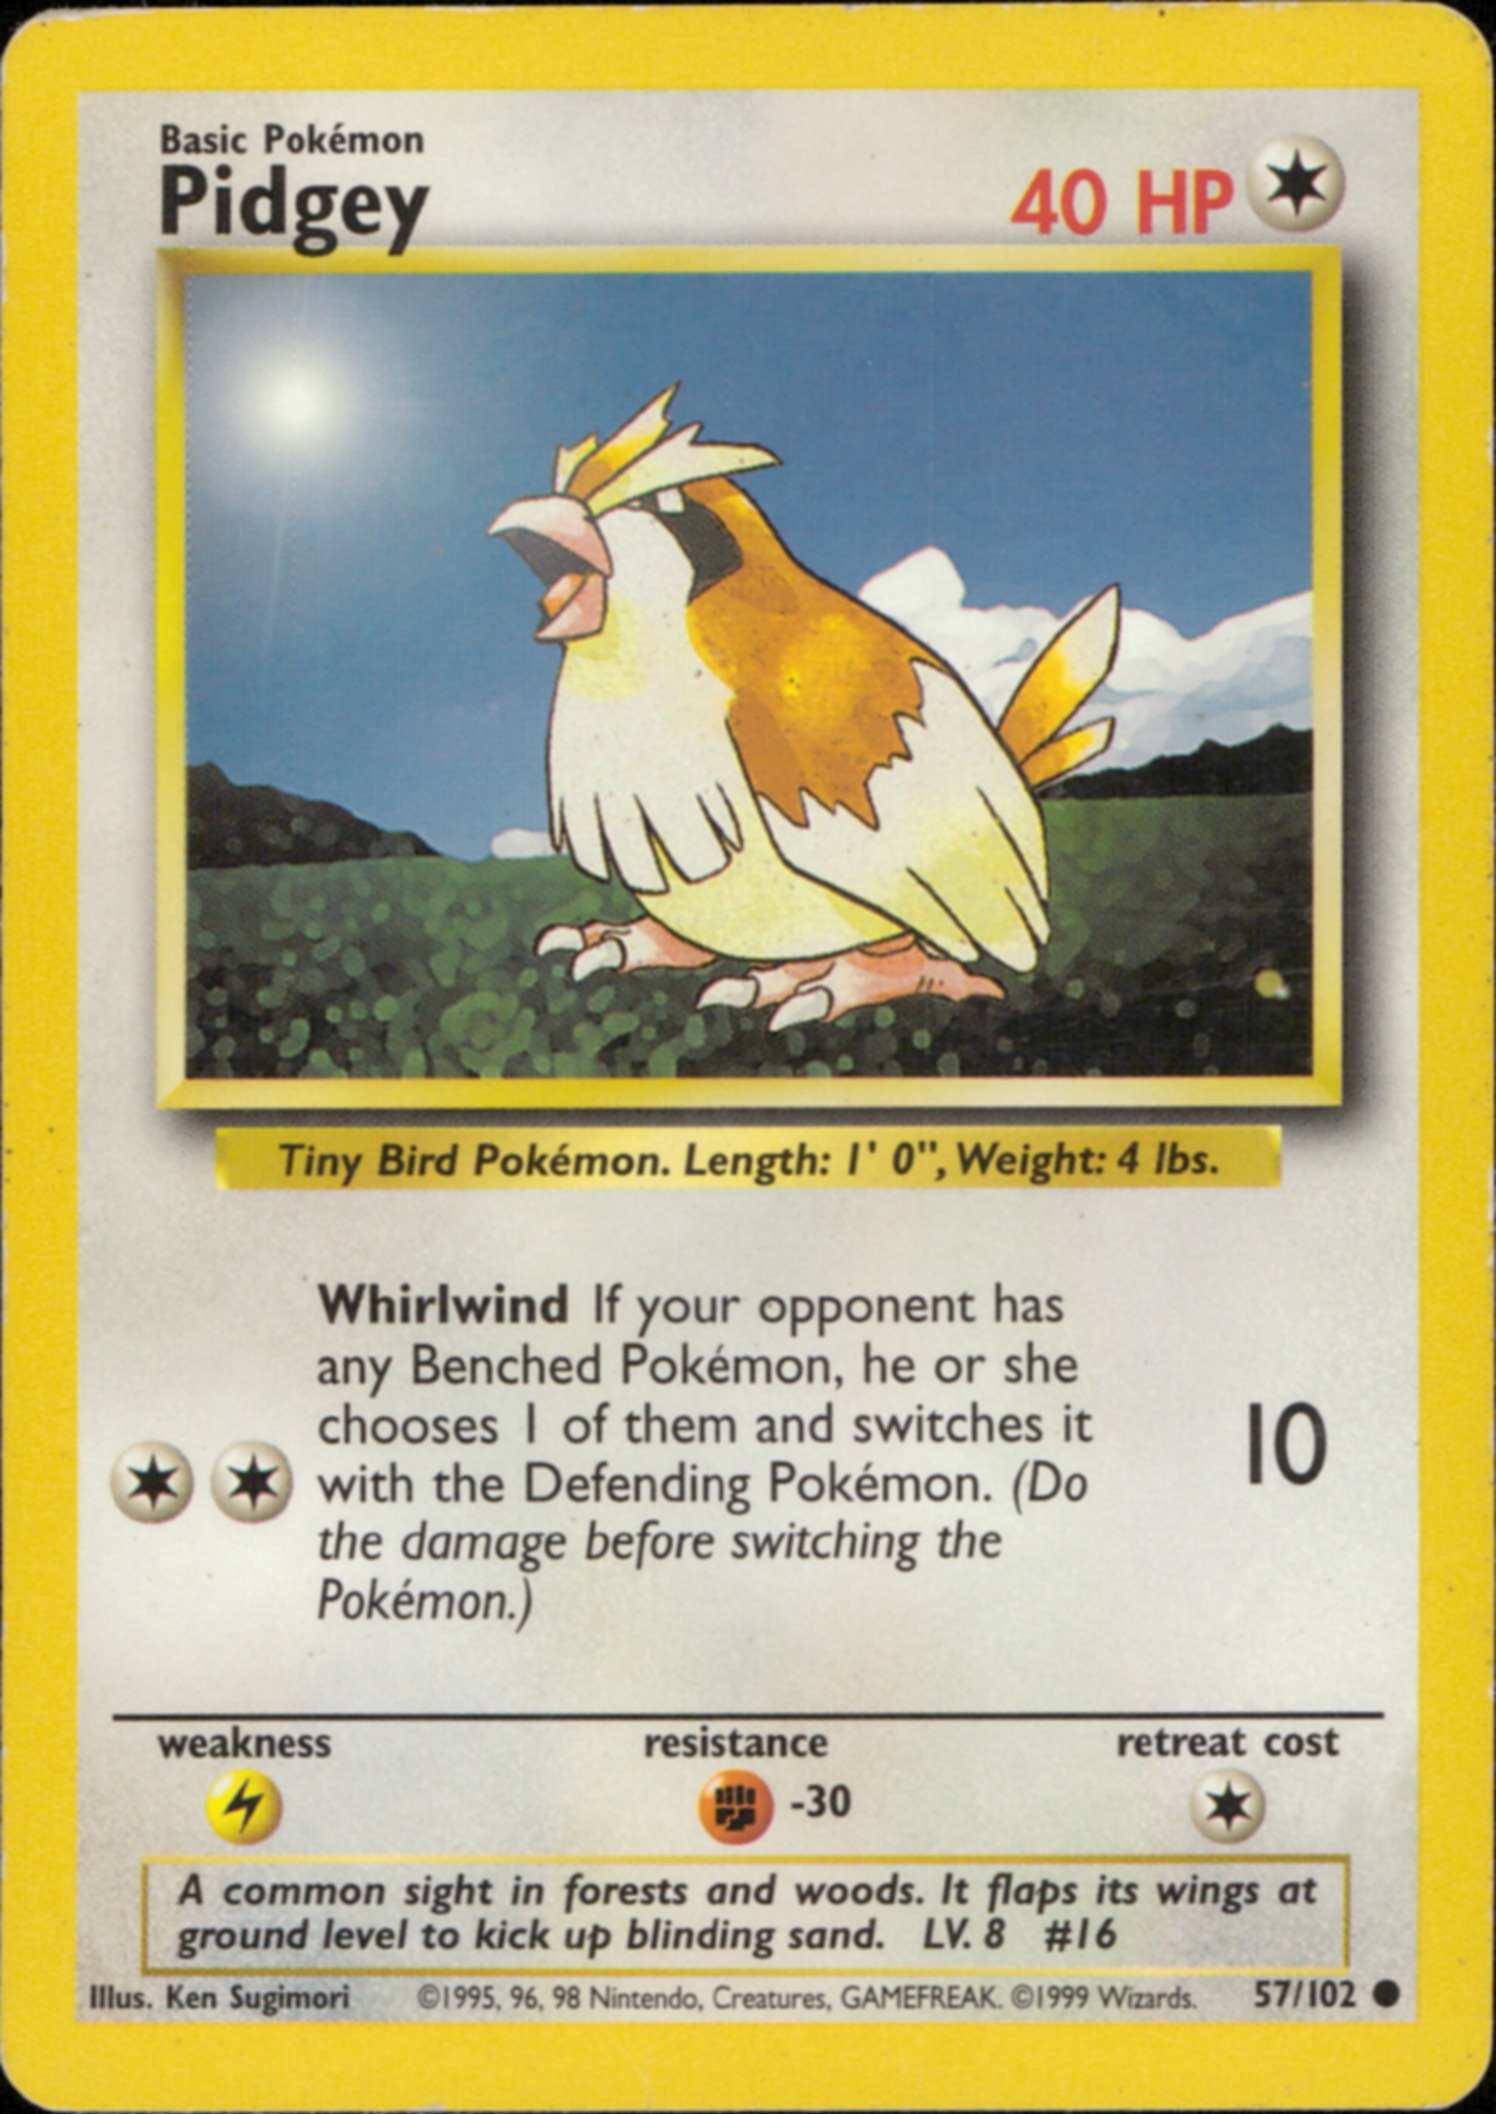 Basic Pokémon
Pidgey
40 HP
Tiny Bird Pokémon. Length: 1' 0", Weight: 4 lbs.
Whirlwind If your opponent has
any Benched Pokémon, he or she
chooses 1 of them and switches it
with the Defending Pokémon. (Do
the damage before switching the
Pokémon.)
10
weakness
resistance
retreat cost
-30
A common sight in forests and woods. It flaps its wings at
ground level to kick up blinding sand. LV. 8 #16
Illus. Ken Sugimori
©1995, 96, 98 Nintendo, Creatures, GAMEFREAK. ©1999 Wizards.
57/102